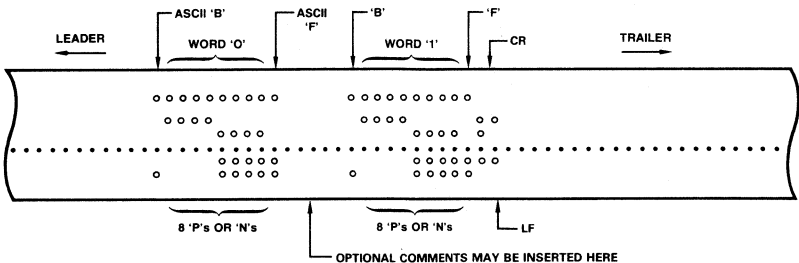 ASCII 'B'
ASCII 'F'
'B'
'F'
LEADER
WORD 'O'
WORD '1'
CR
TRAILER
8 'P's OR 'N's
8 'P's OR 'N's
LF
OPTIONAL COMMENTS MAY BE INSERTED HERE